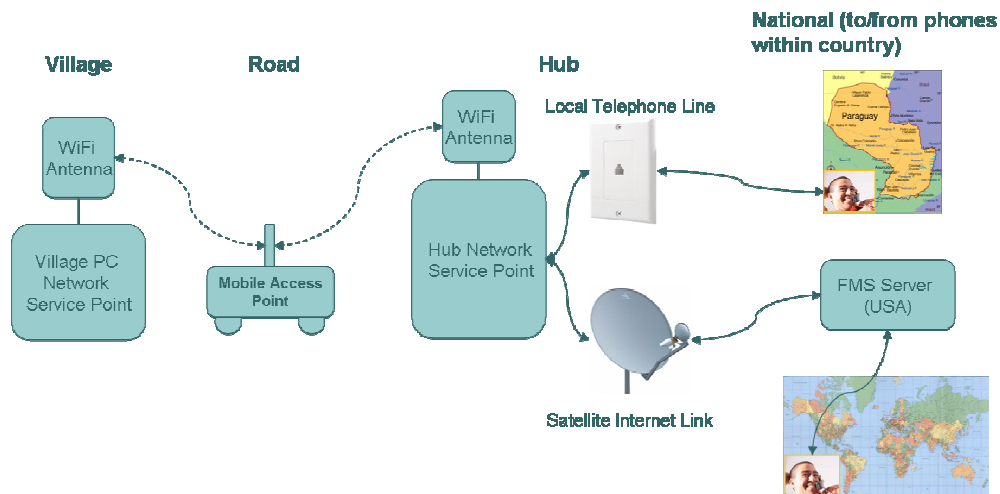 National (to/from phones
within country)
Village
Road
Hub
Local Telephone Line
WiFi
Antenna
WiFi
Antenna
Paraguay
Village PC
Network
Service Point
Mobile Access
Point
Hub Network
Service Point
FMS Server
(USA)
Satellite Internet Link